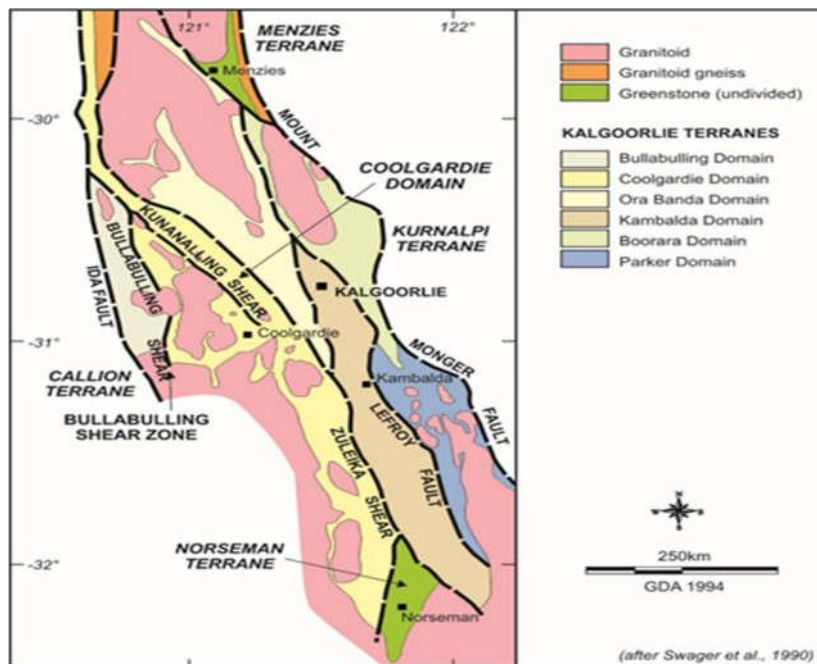 121°
122°
MENZIES
TERRANE
Menzies
-30°
MOUNT
COOLGARDIE
DOMAIN
KURNALPI
TERRANE
KUNANALLING SHEAR
BULLABULLING
IDA FAULT
KALGOORLIE
-31°
Coolgardie
MONGER
SHEAR
CALLION
TERRANE
Kambalda
BULLABULLING
SHEAR ZONE
LEFROY
FAULT
ZULEIKA
FAULT
SHEAR
NORSEMAN
TERRANE
-32°
Norseman
Granitoid
Granitoid gneiss
Greenstone (undivided)
KALGOORLIE TERRANES
Bullabulling Domain
Coolgardie Domain
Ora Banda Domain
Kambalda Domain
Boorara Domain
Parker Domain
250km
GDA 1994
(after Swager et al., 1990)